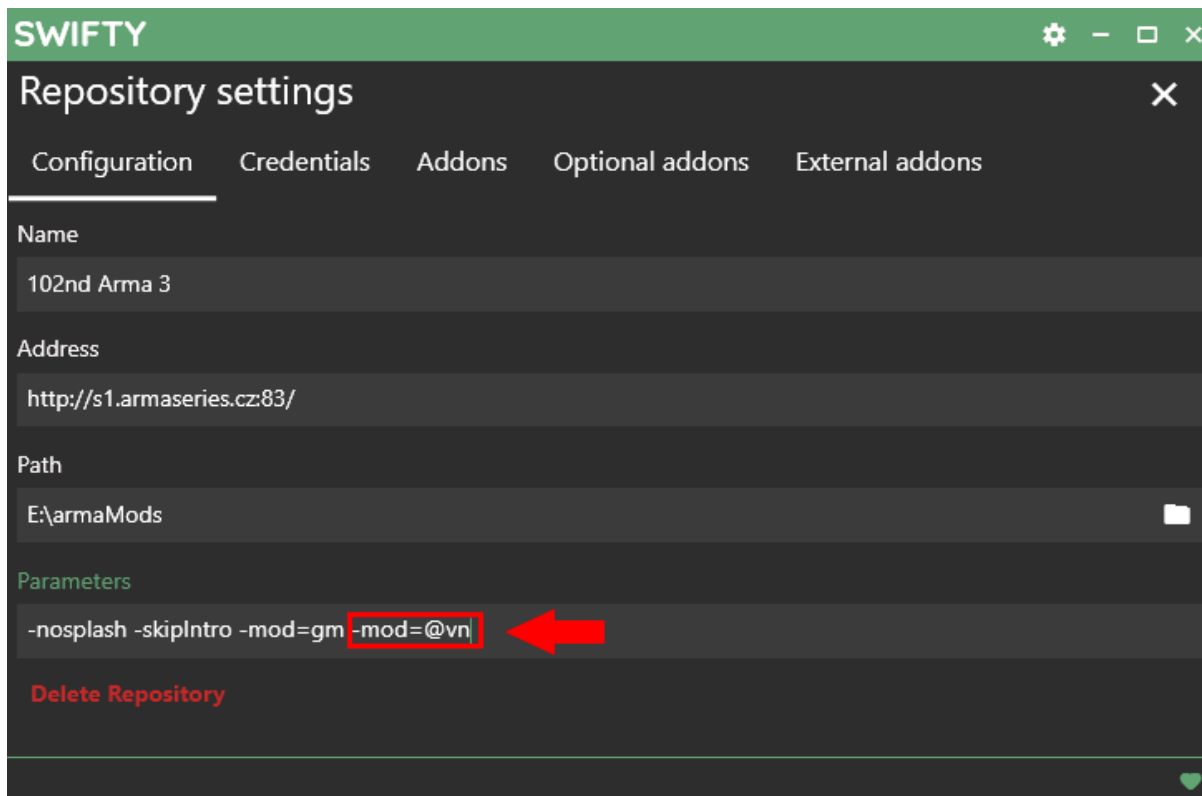 SWIFTY
Repository settings
Configuration Credentials Addons Optional addons External addons
Name
102nd Arma 3
Address
http://s1.armaseries.cz:83/
Path
E:\armaMods
Parameters
-nosplash -skipIntro -mod=gm -mod=@vn
Delete Repository